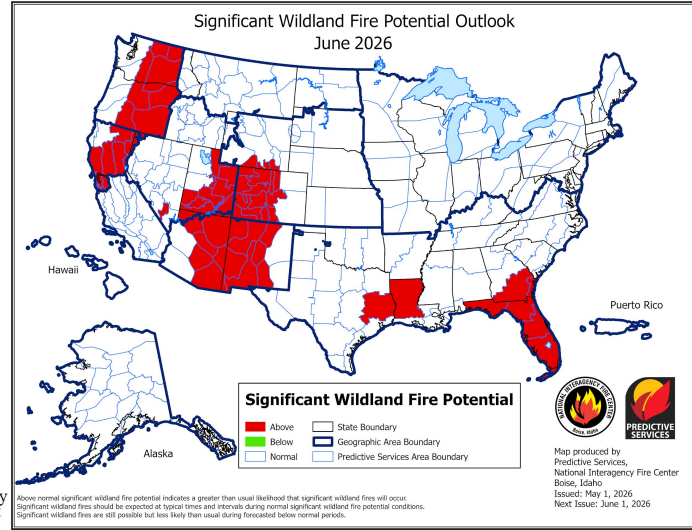 Significant Wildland Fire Potential Outlook
June 2026
Hawaii
Puerto Rico
Alaska
Significant Wildland Fire Potential
Above
Below
Normal
State Boundary
Geographic Area Boundary
Predictive Services Area Boundary
NATIONAL INTERAGENCY FIRE CENTER
Boise, Idaho
PREDICTIVE
SERVICES
Map produced by
Predictive Services,
National Interagency Fire Center
Boise, Idaho
Issued: May 1, 2026
Next Issue: June 1, 2026
Above normal significant wildland fire potential indicates a greater than usual likelihood that significant wildland fires will occur.
Significant wildland fires should be expected at typical times and intervals during normal significant wildland fire potential conditions.
Significant wildland fires are still possible but less likely than usual during forecasted below normal periods.